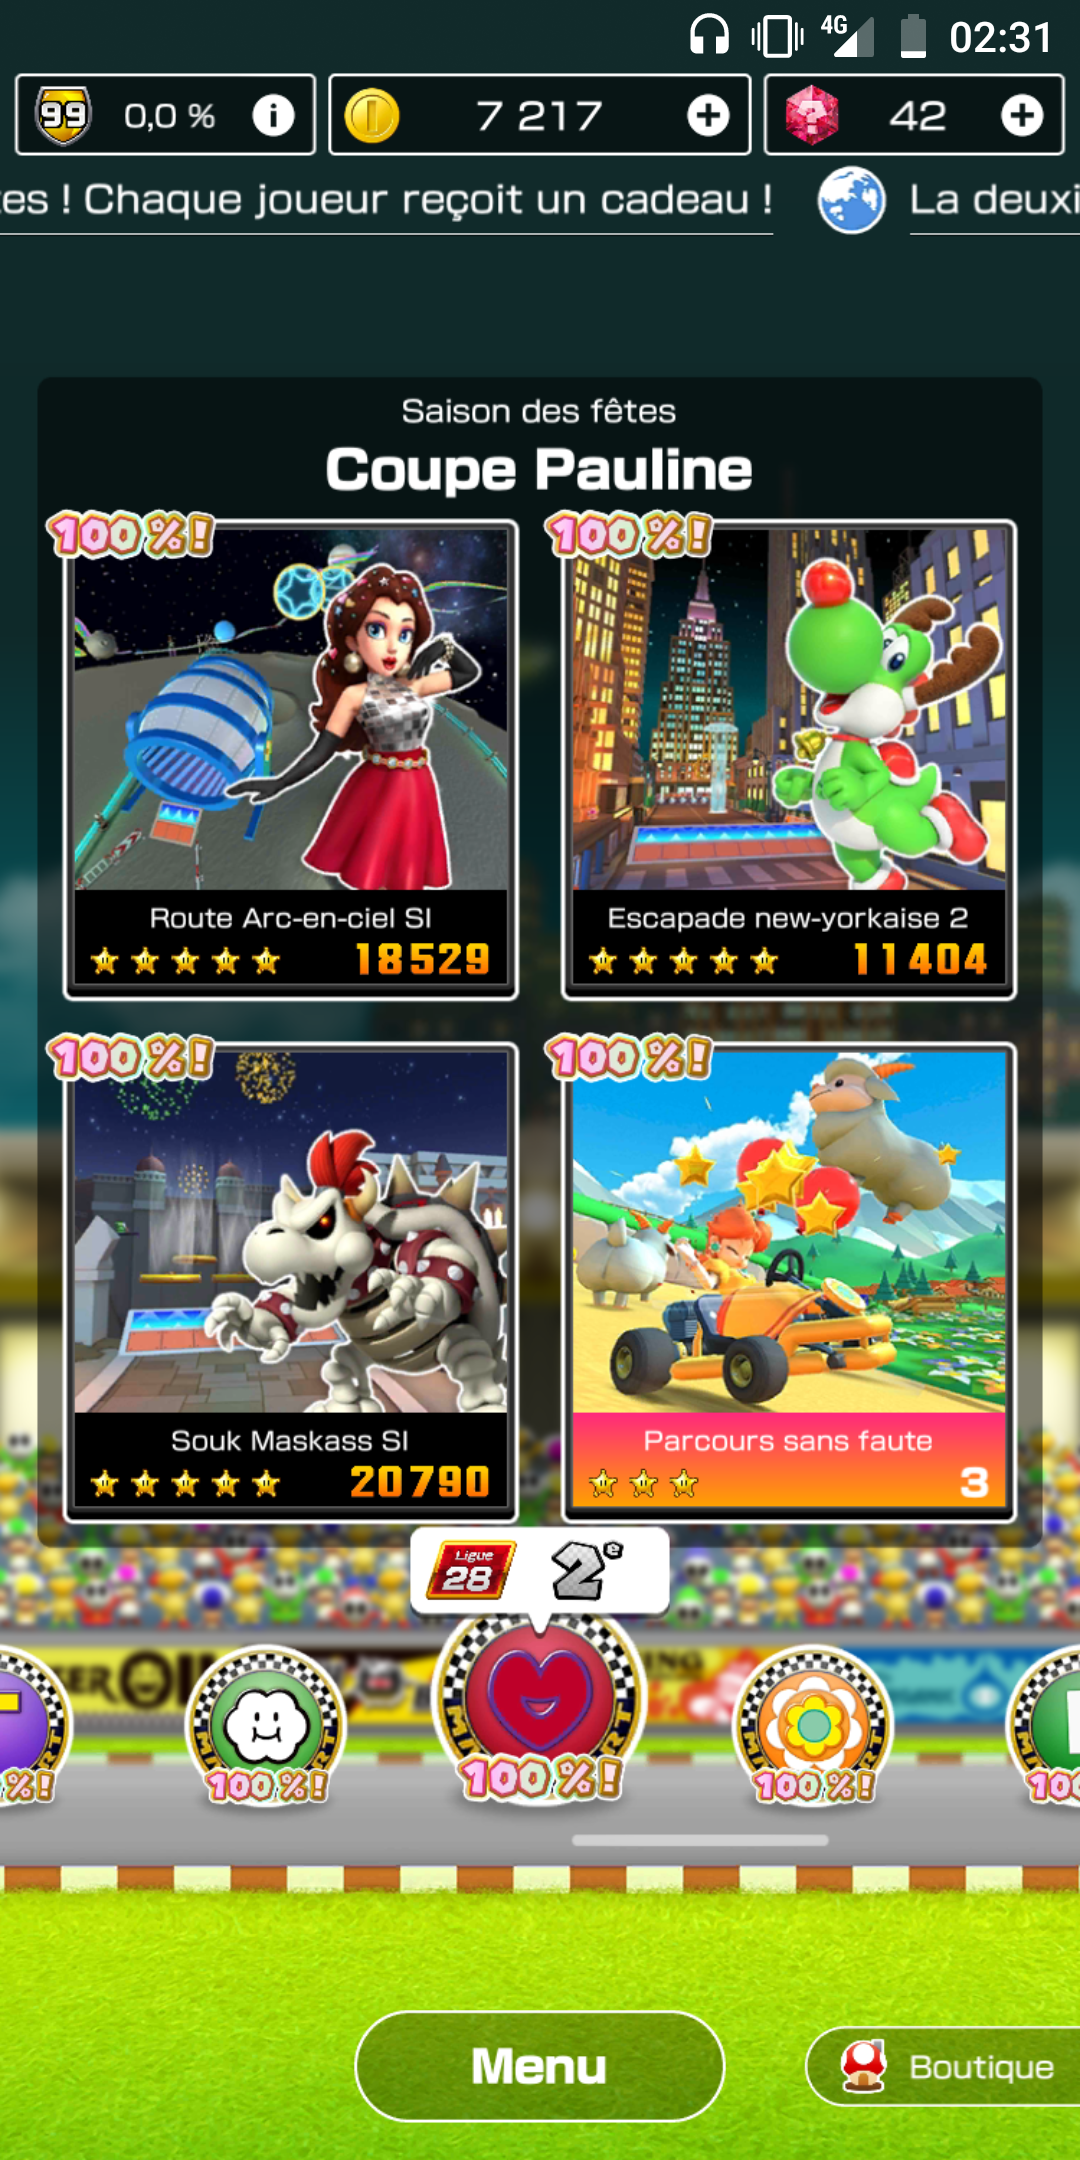 4G 02:31
99 0,0 % i 7 217 + 42 +
tes ! Chaque joueur reçoit un cadeau ! La deuxi
Saison des fêtes
Coupe Pauline
100 %! 100 %!
Route Arc-en-ciel SI
18529
Escapade new-yorkaise 2
11404
100 %! 100 %!
Souk Maskass SI
20790
Parcours sans faute
3
Ligue
28 2e
%! 100 %! 100 %! 100 %! 100
Menu
Boutique